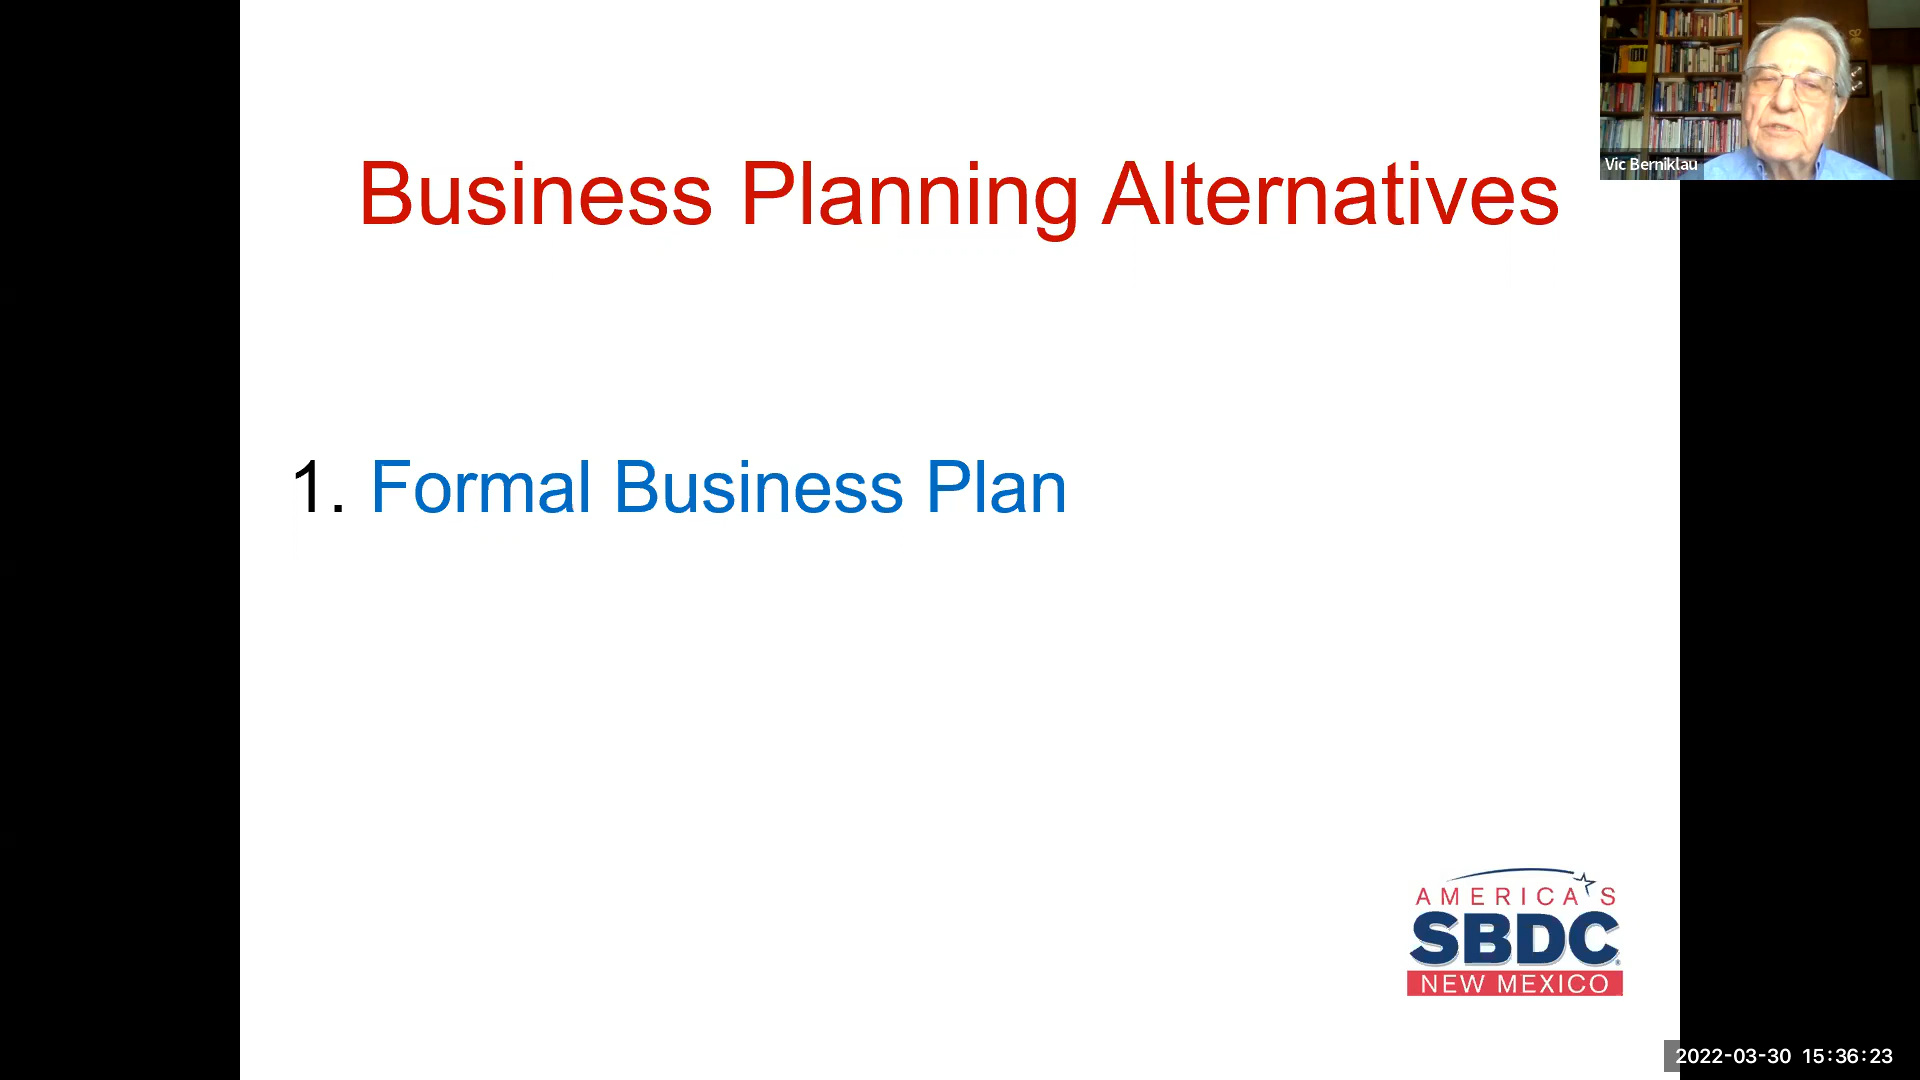 Business Planning Alternatives
Vic Berniklau
1. Formal Business Plan
AMERICA'S
SBDC
NEW MEXICO
2022-03-30 15:36:23